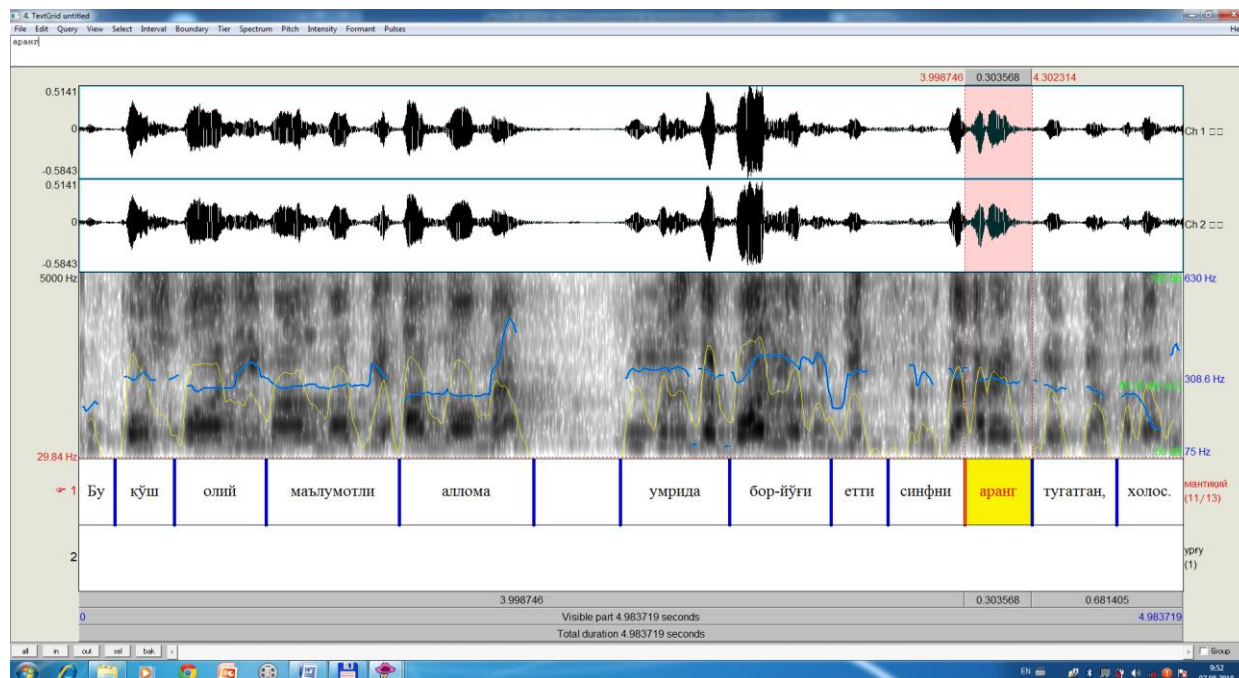 4. TextGrid untitled
File Edit Query View Select Interval Boundary Tier Spectrum Pitch Intensity Formant Pulses He
аранг
3.998746 0.303568 4.302314
0.5141
0
-0.5843
Ch 1
0.5141
0
-0.5843
Ch 2
5000 Hz 630 Hz
308.6 Hz
29.84 Hz 75 Hz
1 Бу қўш олий маълумотли аллома умрида бор-йўғи етти синфни аранг тугатган, холос. мантиқий
(11/13)
2 урғу
(1)
3.998746 0.303568 0.681405
0 Visible part 4.983719 seconds 4.983719
Total duration 4.983719 seconds
all in out sel bak Group
EN 9:52